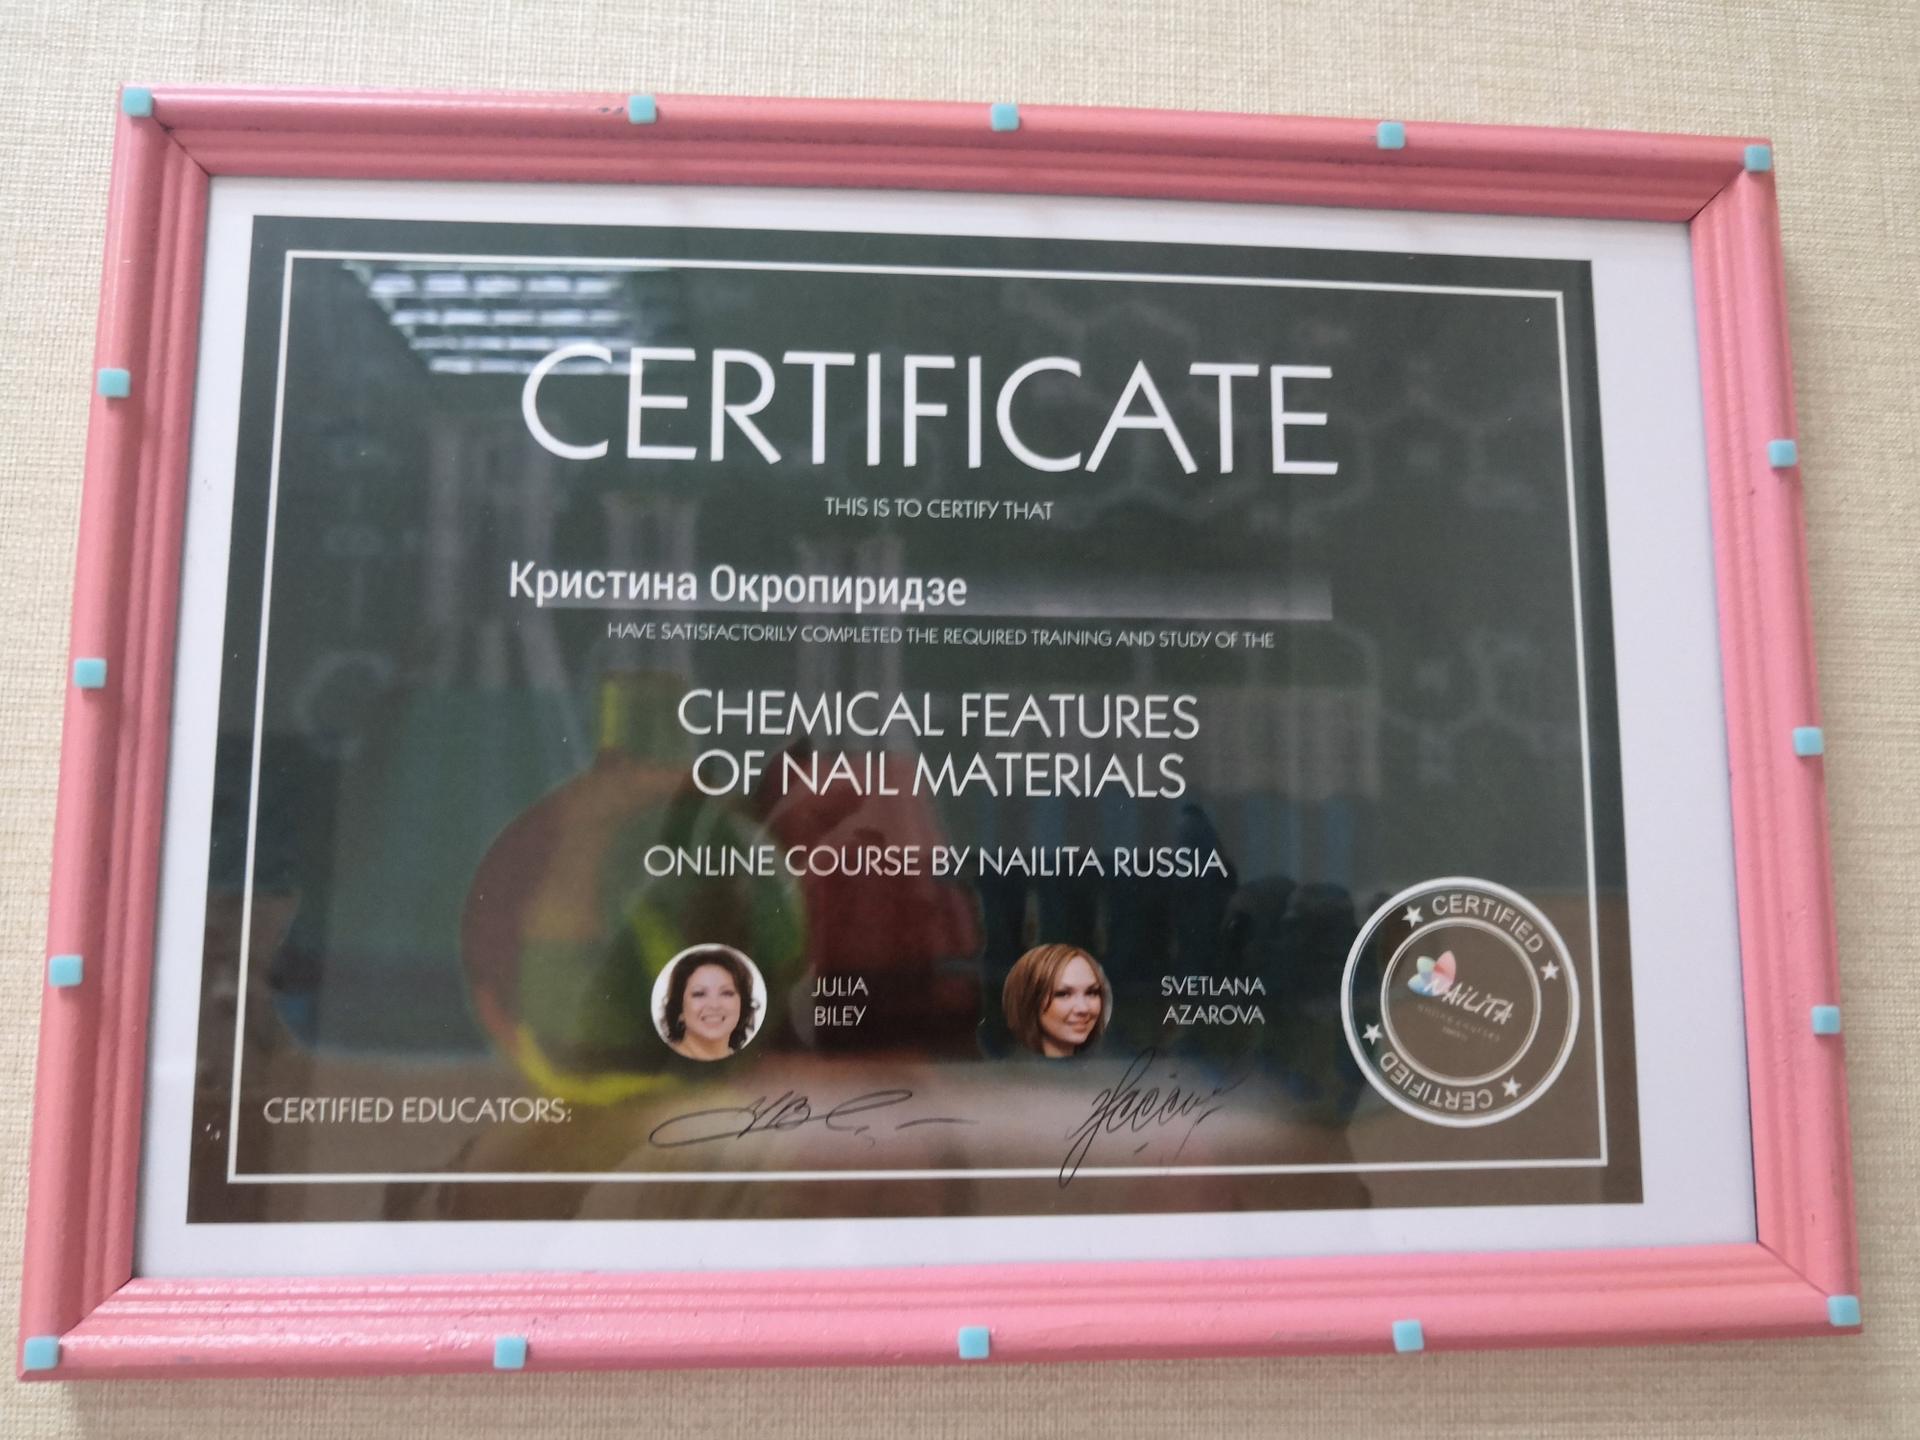 CERTIFICATE
THIS IS TO CERTIFY THAT
Кристина Окропиридзе
HAVE SATISFACTORILY COMPLETED THE REQUIRED TRAINING AND STUDY OF THE
CHEMICAL FEATURES
OF NAIL MATERIALS
ONLINE COURSE BY NAILITA RUSSIA
JULIA
BILEY
SVETLANA
AZAROVA
CERTIFIED EDUCATORS:
CERTIFIED
NAiLiTA
CERTIFIED